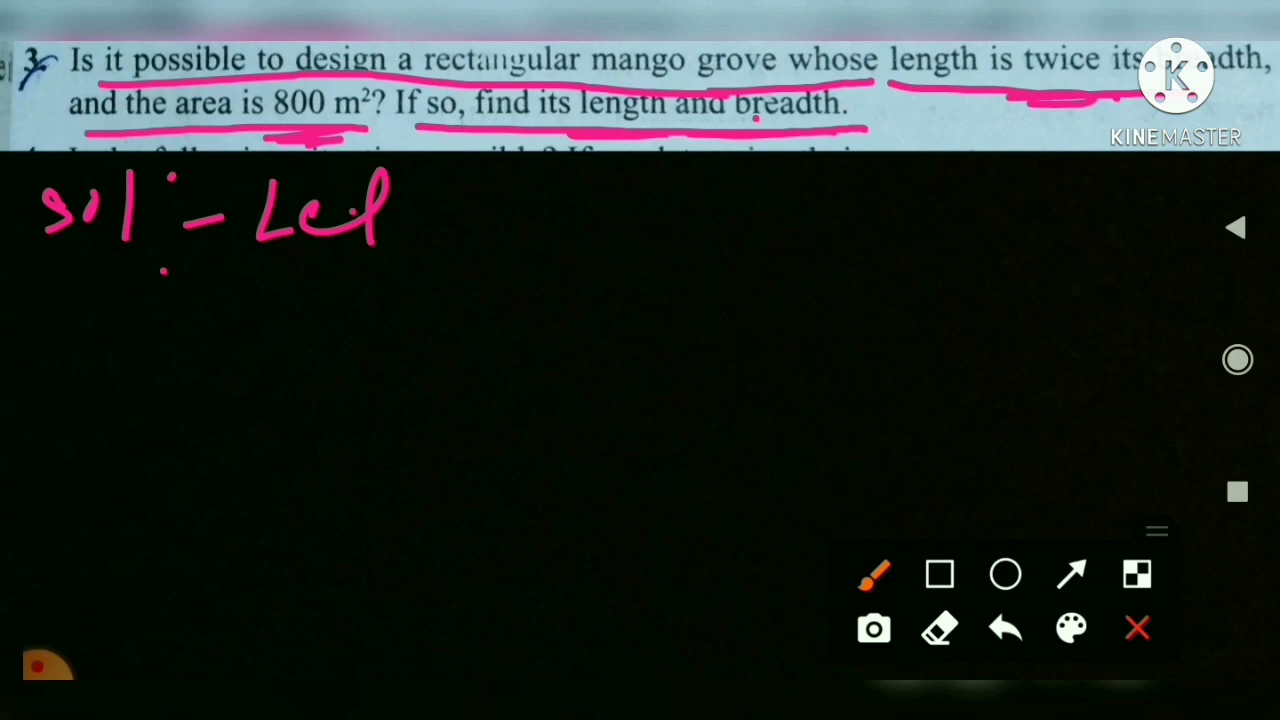 3. Is it possible to design a rectangular mango grove whose length is twice its breadth,
and the area is 800 m²? If so, find its length and breadth.
KINEMASTER
sol :- Let